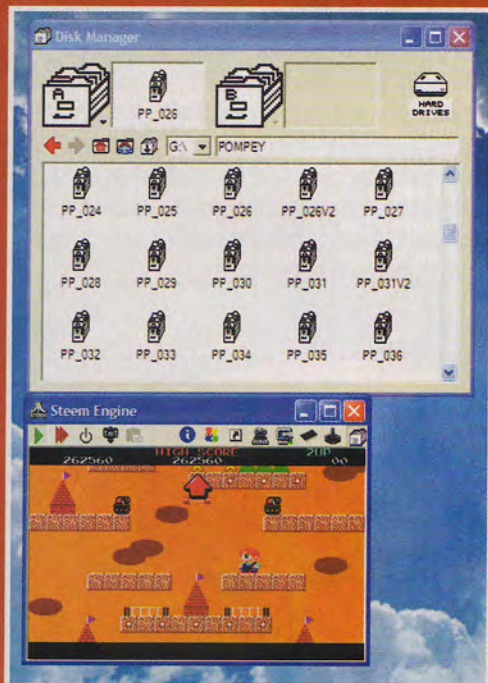 Disk Manager
A
PP_026
B
HARD
DRIVES
G:\ POMPEY
PP_024 PP_025 PP_026 PP_026V2 PP_027
PP_028 PP_029 PP_030 PP_031 PP_031V2
PP_032 PP_033 PP_034 PP_035 PP_036
Steem Engine
HIGH SCORE 2UP
262560 262560 00